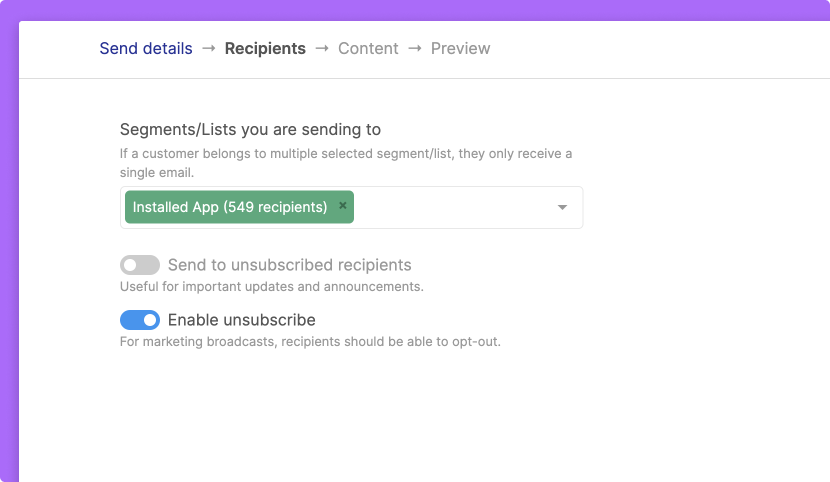 Send details → Recipients → Content → Preview
Segments/Lists you are sending to
If a customer belongs to multiple selected segment/list, they only receive a
single email.
Installed App (549 recipients) ×
Send to unsubscribed recipients
Useful for important updates and announcements.
Enable unsubscribe
For marketing broadcasts, recipients should be able to opt-out.